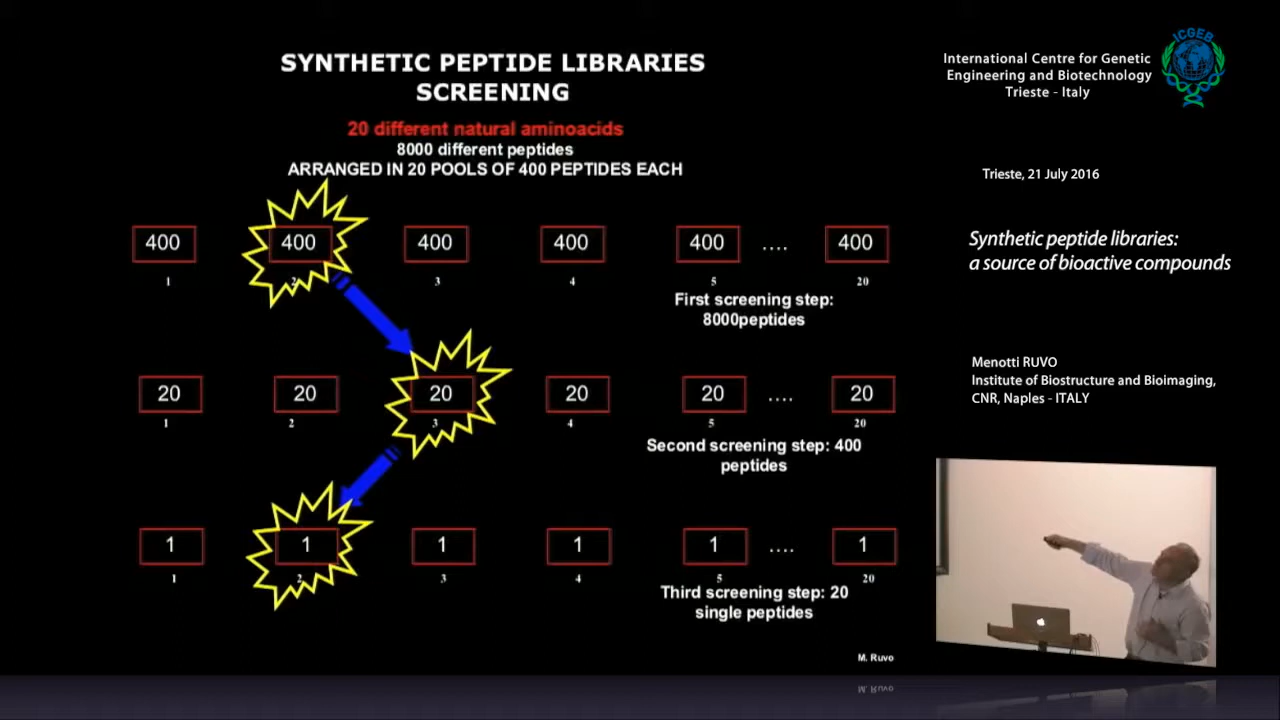 SYNTHETIC PEPTIDE LIBRARIES
SCREENING
20 different natural aminoacids
8000 different peptides
ARRANGED IN 20 POOLS OF 400 PEPTIDES EACH
400 400 400 400 400 .... 400
1 2 3 4 5 20
First screening step:
8000peptides
20 20 20 20 20 .... 20
1 2 3 4 5 20
Second screening step: 400
peptides
1 1 1 1 1 .... 1
1 2 3 4 5 20
Third screening step: 20
single peptides
M. Ruvo
M. Ruvo
International Centre for Genetic
Engineering and Biotechnology
Trieste - Italy
ICGEB
Trieste, 21 July 2016
Synthetic peptide libraries:
a source of bioactive compounds
Menotti RUVO
Institute of Biostructure and Bioimaging,
CNR, Naples - ITALY